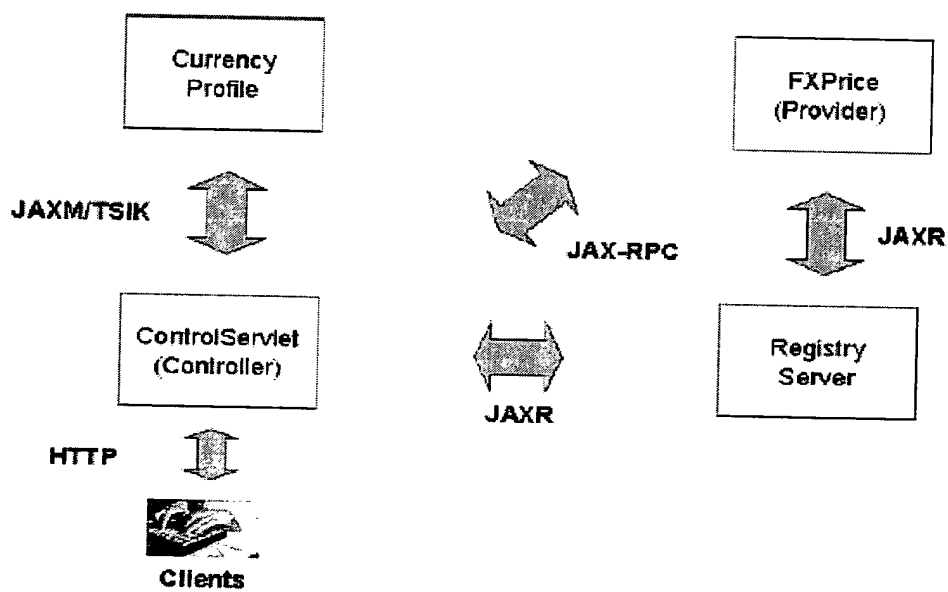 Currency
Profile
FXPrice
(Provider)
JAXM/TSIK
JAX-RPC
JAXR
ControlServlet
(Controller)
Registry
Server
JAXR
HTTP
Clients